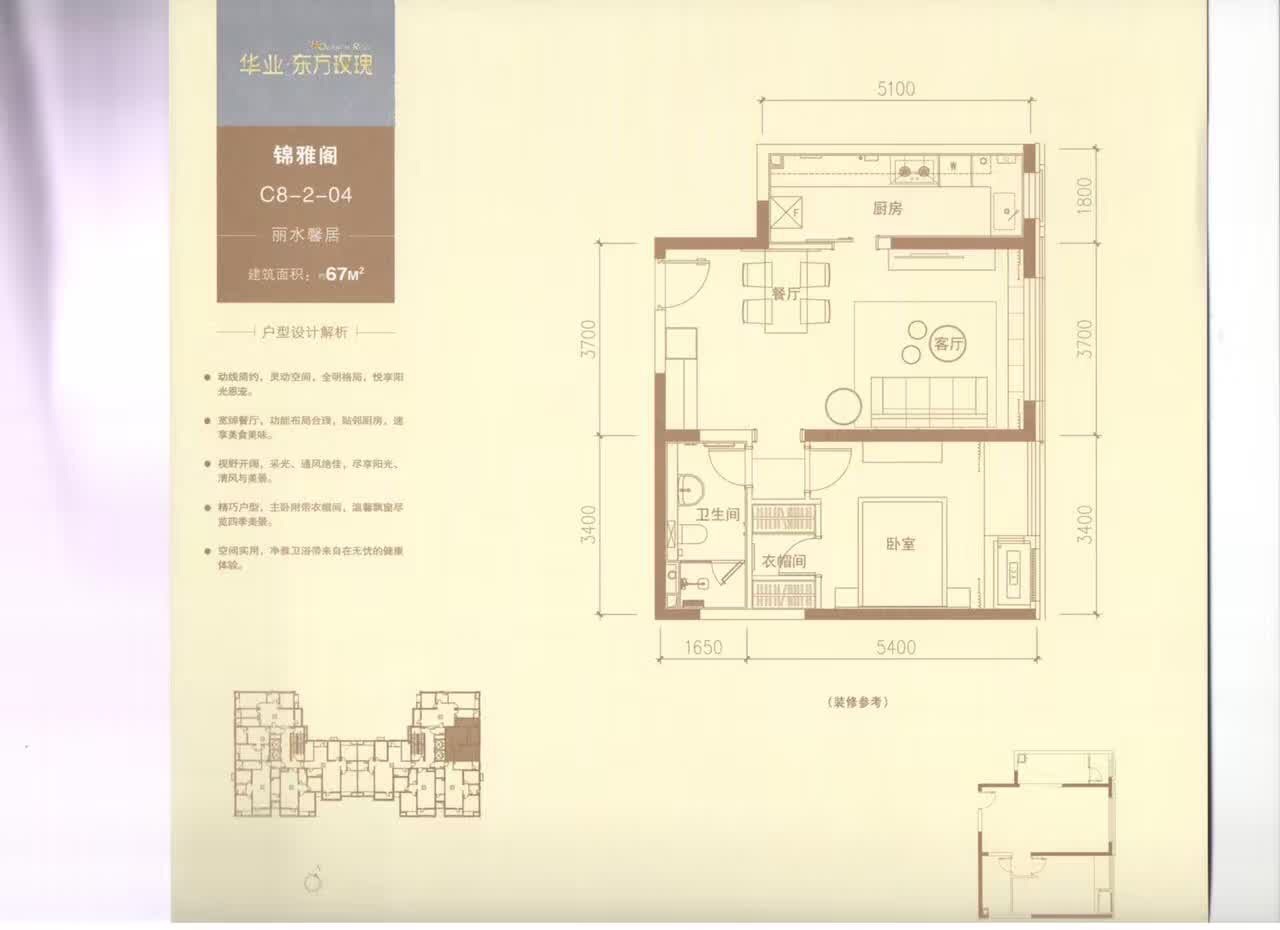 华业·东方玫瑰
锦雅阁
C8-2-04
丽水馨居
建筑面积：约67M²
户型设计解析
● 动线简约，灵动空间，全明格局，悦享阳
光恩宠。
● 宽绰餐厅，功能布局合理，贴邻厨房，速
享美食美味。
● 视野开阔，采光、通风绝佳，尽享阳光、
清风与美景。
● 精巧户型，主卧附带衣帽间，温馨飘窗尽
览四季美景。
● 空间实用，净雅卫浴带来自在无忧的健康
体验。
5100
1800
厨房
F
餐厅
客厅
3700
3700
卫生间
衣帽间
卧室
3400
3400
1650
5400
（装修参考）
N